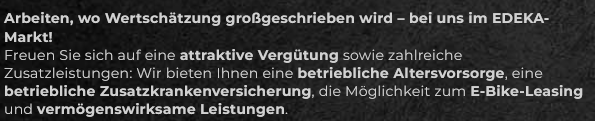 Arbeiten, wo Wertschätzung großgeschrieben wird – bei uns im EDEKA-
Markt!
Freuen Sie sich auf eine attraktive Vergütung sowie zahlreiche
Zusatzleistungen: Wir bieten Ihnen eine betriebliche Altersvorsorge, eine
betriebliche Zusatzkrankenversicherung, die Möglichkeit zum E-Bike-Leasing
und vermögenswirksame Leistungen.